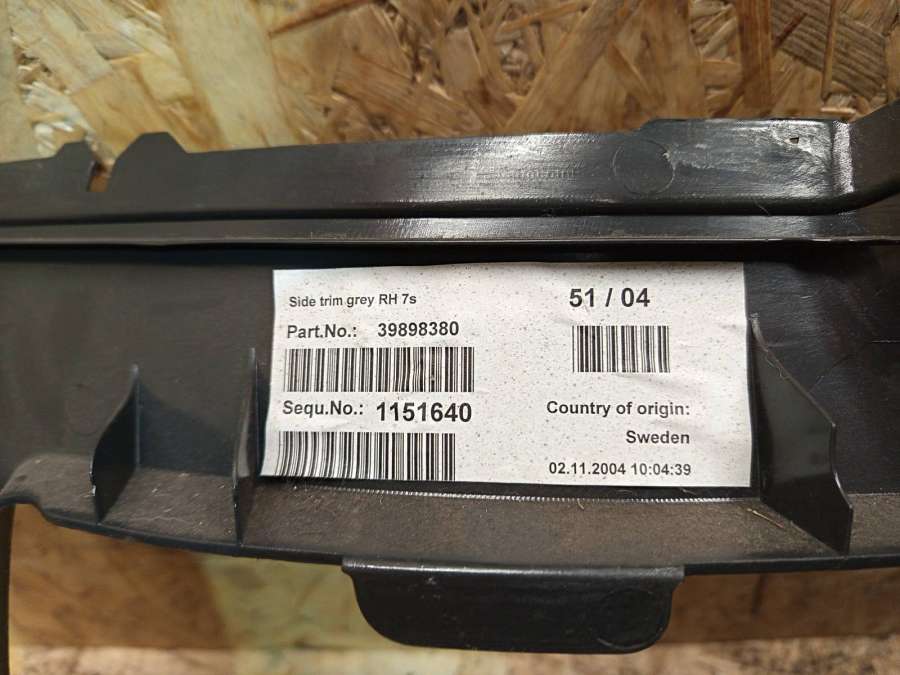 Side trim grey RH 7s
51 / 04
Part.No.: 39898380
Sequ.No.: 1151640
Country of origin:
Sweden
02.11.2004 10:04:39